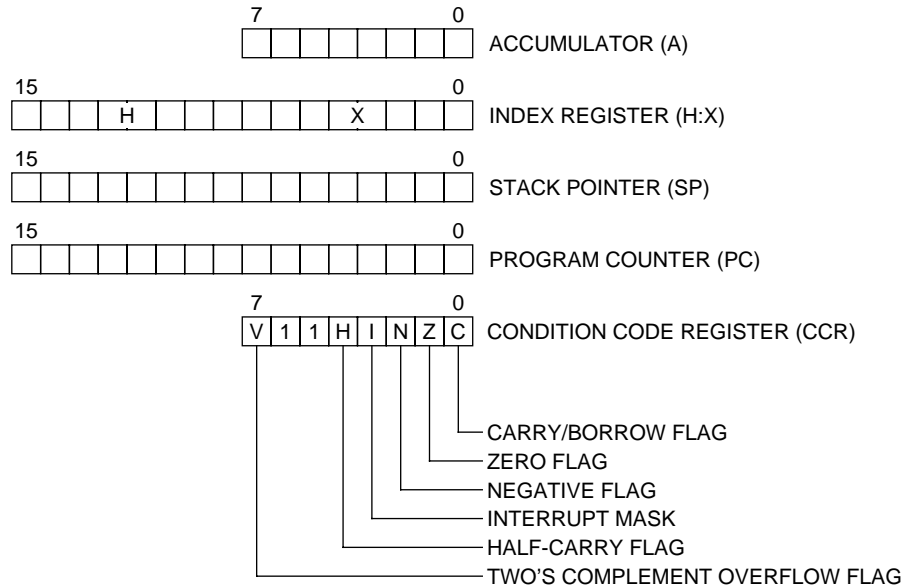 7 0
ACCUMULATOR (A)
15 0
H X INDEX REGISTER (H:X)
15 0
STACK POINTER (SP)
15 0
PROGRAM COUNTER (PC)
7 0
V 1 1 H I N Z C CONDITION CODE REGISTER (CCR)
CARRY/BORROW FLAG
ZERO FLAG
NEGATIVE FLAG
INTERRUPT MASK
HALF-CARRY FLAG
TWO'S COMPLEMENT OVERFLOW FLAG